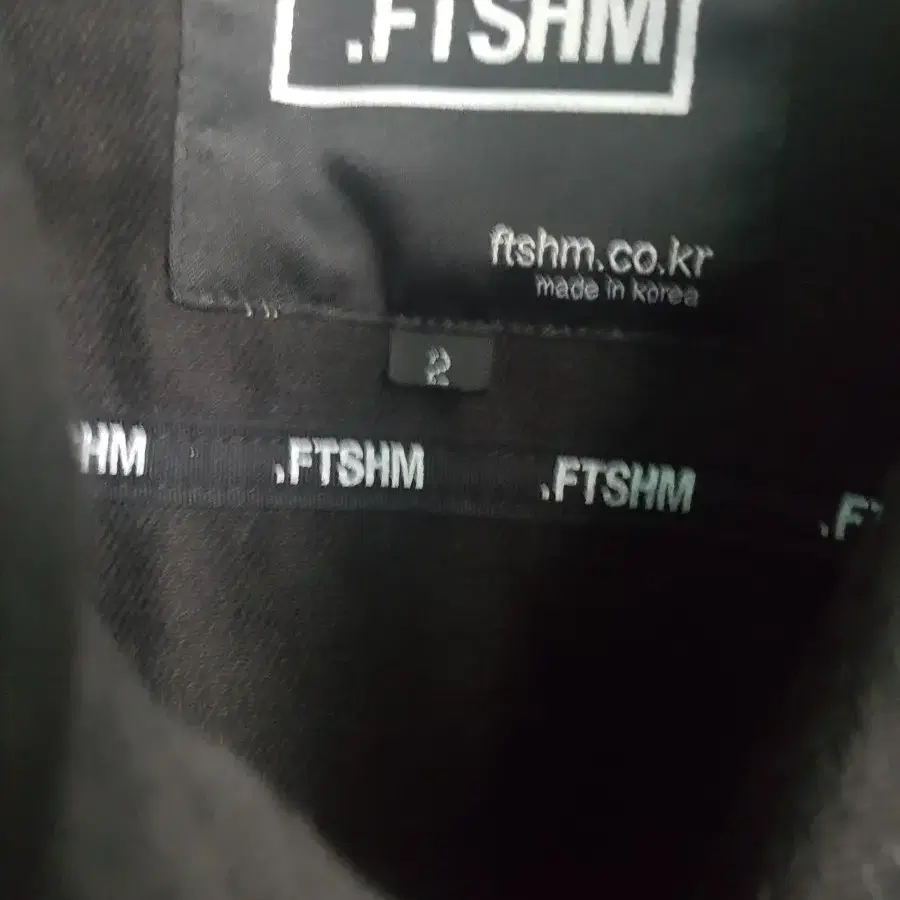 .FTSHM
ftshm.co.kr
made in korea
2
HM .FTSHM .FTSHM .F